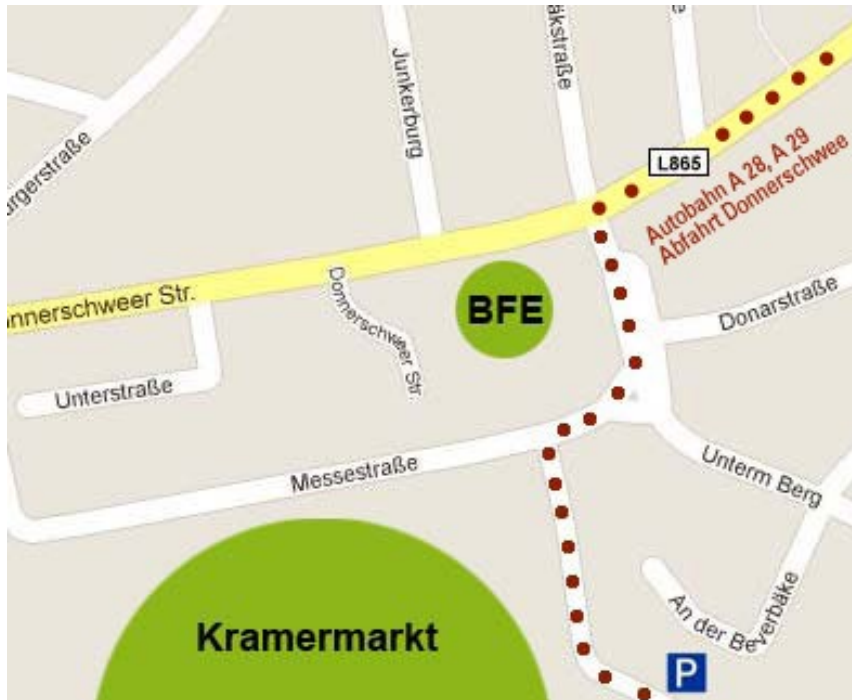 Junkerburg
äkstraße
L865
Autobahn A 28, A 29
Abfahrt Donnerschwee
rgerstraße
nnerschweer Str.
Donnerschweer Str.
BFE
Donarstraße
Unterstraße
Messestraße
Unterm Berg
Kramermarkt
An der Beverbäke
P